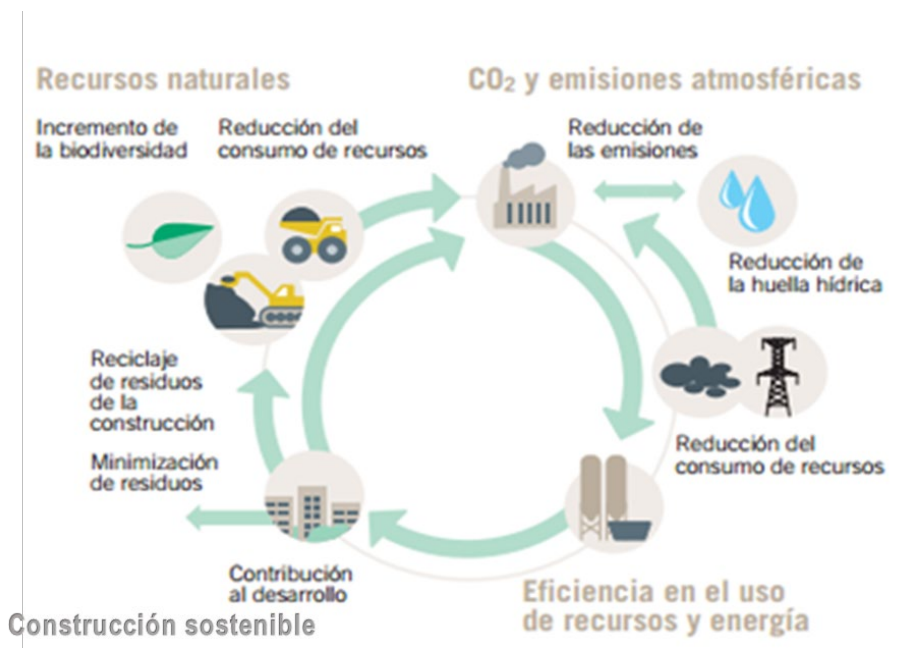 Recursos naturales
CO₂ y emisiones atmosféricas
Incremento de
la biodiversidad
Reducción del
consumo de recursos
Reducción de
las emisiones
Reducción de
la huella hídrica
Reciclaje
de residuos
de la
construcción
Minimización
de residuos
Reducción del
consumo de recursos
Contribución
al desarrollo
Eficiencia en el uso
de recursos y energía
Construcción sostenible